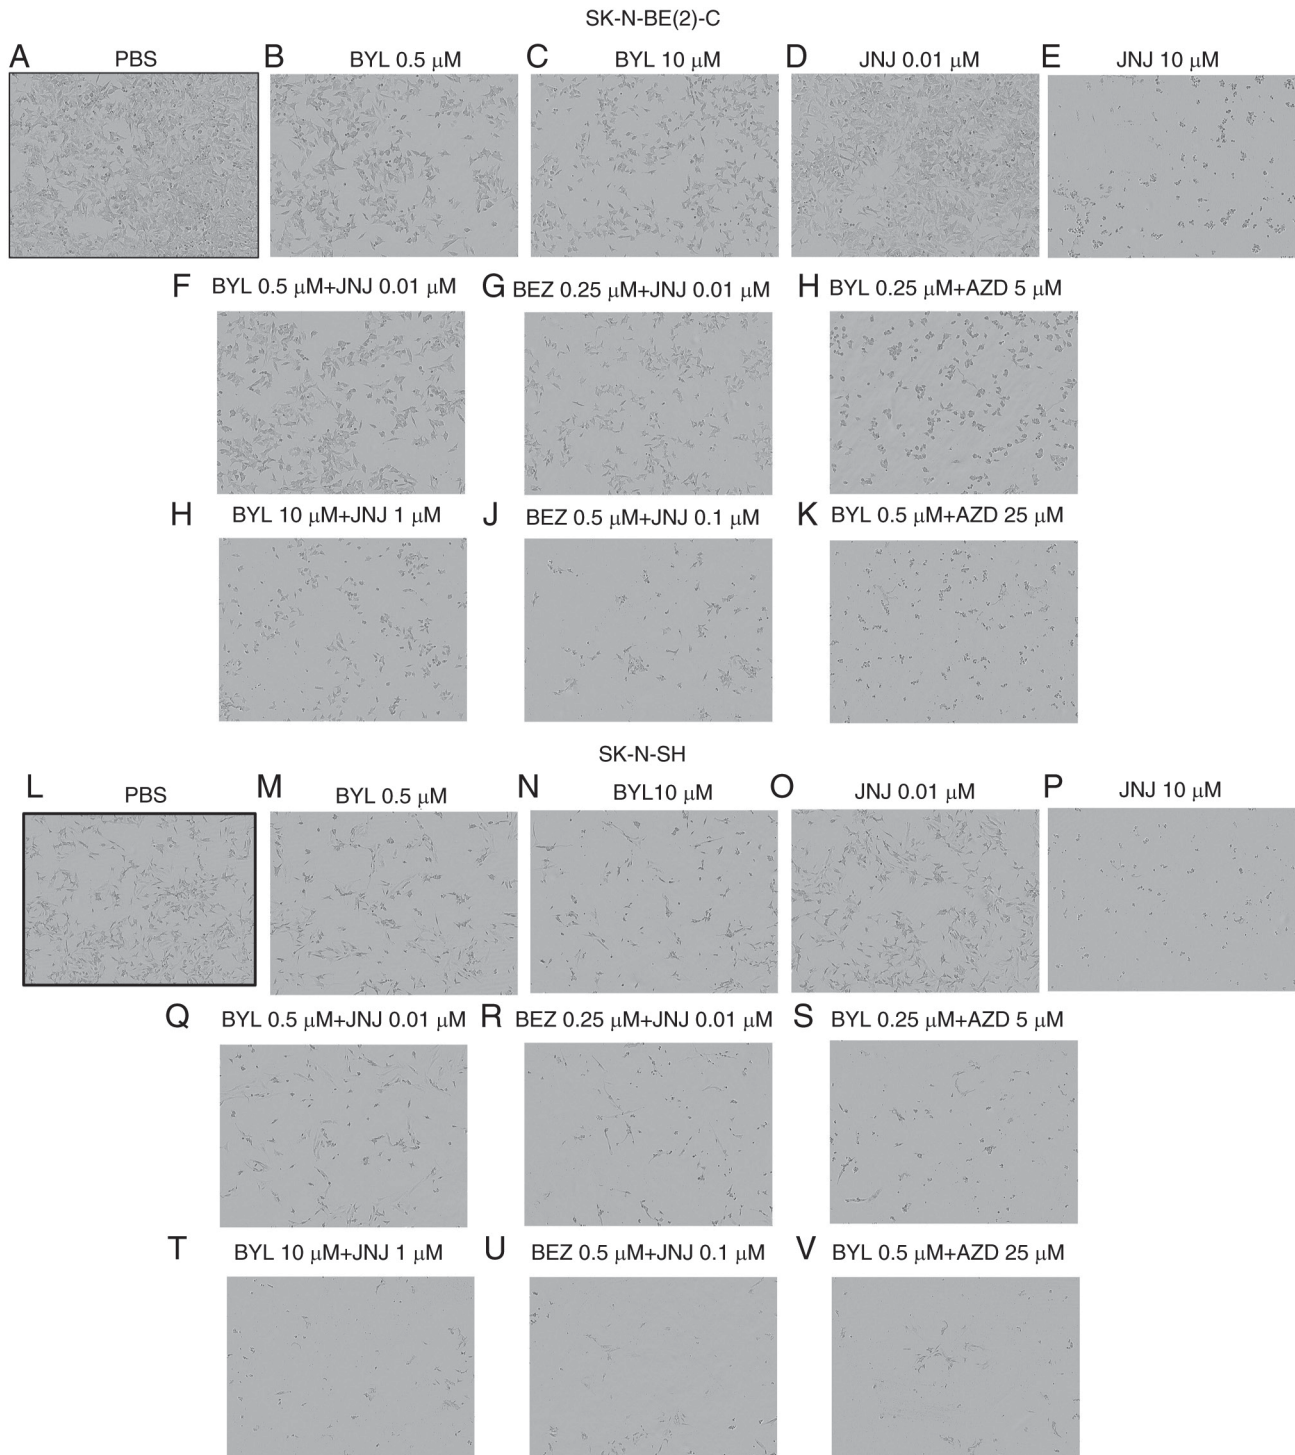 SK-N-BE(2)-C
A PBS B BYL 0.5 μM C BYL 10 μM D JNJ 0.01 μM E JNJ 10 μM
F BYL 0.5 μM+JNJ 0.01 μM G BEZ 0.25 μM+JNJ 0.01 μM H BYL 0.25 μM+AZD 5 μM
H BYL 10 μM+JNJ 1 μM J BEZ 0.5 μM+JNJ 0.1 μM K BYL 0.5 μM+AZD 25 μM
SK-N-SH
L PBS M BYL 0.5 μM N BYL10 μM O JNJ 0.01 μM P JNJ 10 μM
Q BYL 0.5 μM+JNJ 0.01 μM R BEZ 0.25 μM+JNJ 0.01 μM S BYL 0.25 μM+AZD 5 μM
T BYL 10 μM+JNJ 1 μM U BEZ 0.5 μM+JNJ 0.1 μM V BYL 0.5 μM+AZD 25 μM